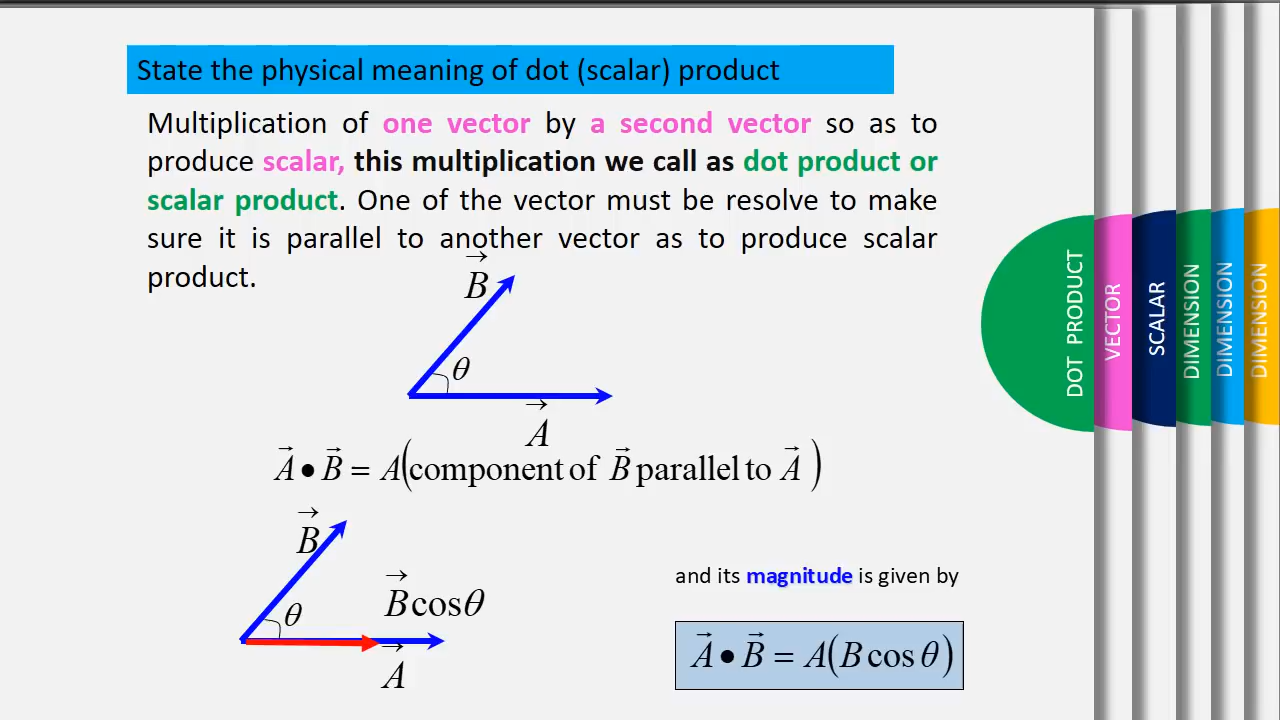 State the physical meaning of dot (scalar) product
Multiplication of one vector by a second vector so as to
produce scalar, this multiplication we call as dot product or
scalar product. One of the vector must be resolve to make
sure it is parallel to another vector as to produce scalar
product.
B⃗
θ
A⃗
A⃗ • B⃗ = A(component of B⃗ parallel to A⃗)
B⃗
θ
B⃗ cosθ
A⃗
and its magnitude is given by
A⃗ • B⃗ = A(B cos θ)
DOT PRODUCT
VECTOR
SCALAR
DIMENSION
DIMENSION
DIMENSION